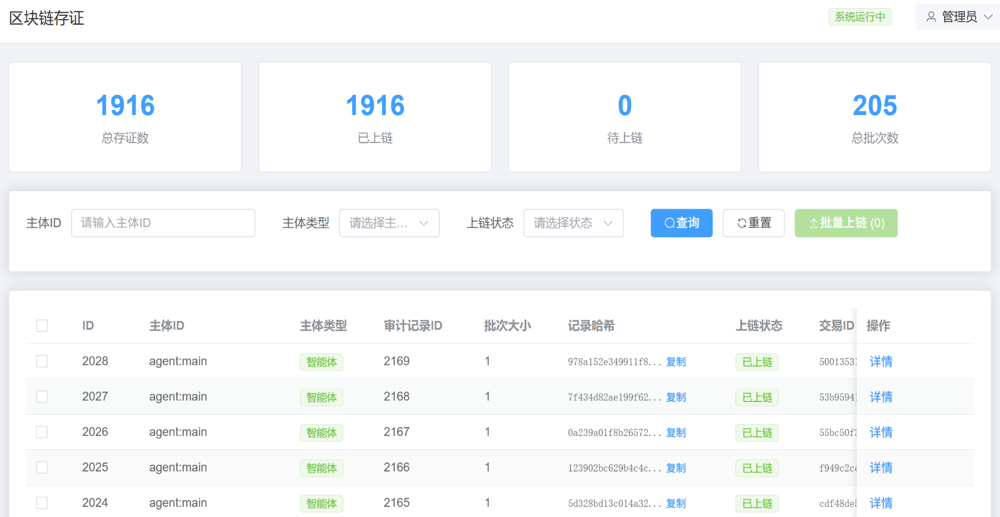 区块链存证
系统运行中
管理员
1916
总存证数
1916
已上链
0
待上链
205
总批次数
主体ID
请输入主体ID
主体类型
请选择主...
上链状态
请选择状态
查询
重置
批量上链 (0)
ID 主体ID 主体类型 审计记录ID 批次大小 记录哈希 上链状态 交易ID 操作
2028 agent:main 智能体 2169 1 978a152e349911f8... 复制 已上链 50013531 详情
2027 agent:main 智能体 2168 1 7f434d82ae199f62... 复制 已上链 53b95941 详情
2026 agent:main 智能体 2167 1 0a239a01f8b26572... 复制 已上链 55bc50f 详情
2025 agent:main 智能体 2166 1 123902bc629b4c4c... 复制 已上链 f949c2c 详情
2024 agent:main 智能体 2165 1 5d328bd13c014a32... 复制 已上链 cdf48de 详情